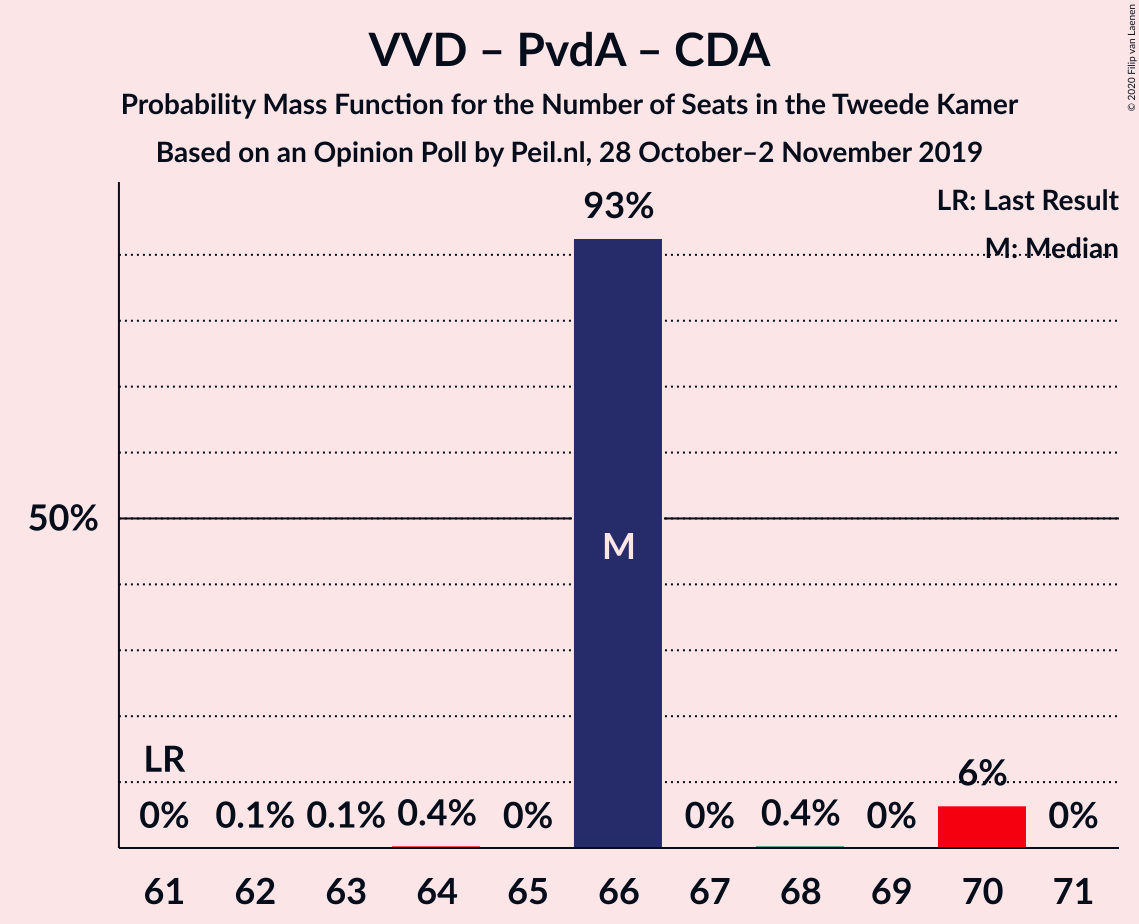 VVD – PvdA – CDA
Probability Mass Function for the Number of Seats in the Tweede Kamer
Based on an Opinion Poll by Peil.nl, 28 October–2 November 2019
© 2020 Filip van Laenen
LR: Last Result
M: Median
93%
50%
M
LR
6%
0% 0.1% 0.1% 0.4% 0% 0% 0.4% 0% 0%
61 62 63 64 65 66 67 68 69 70 71